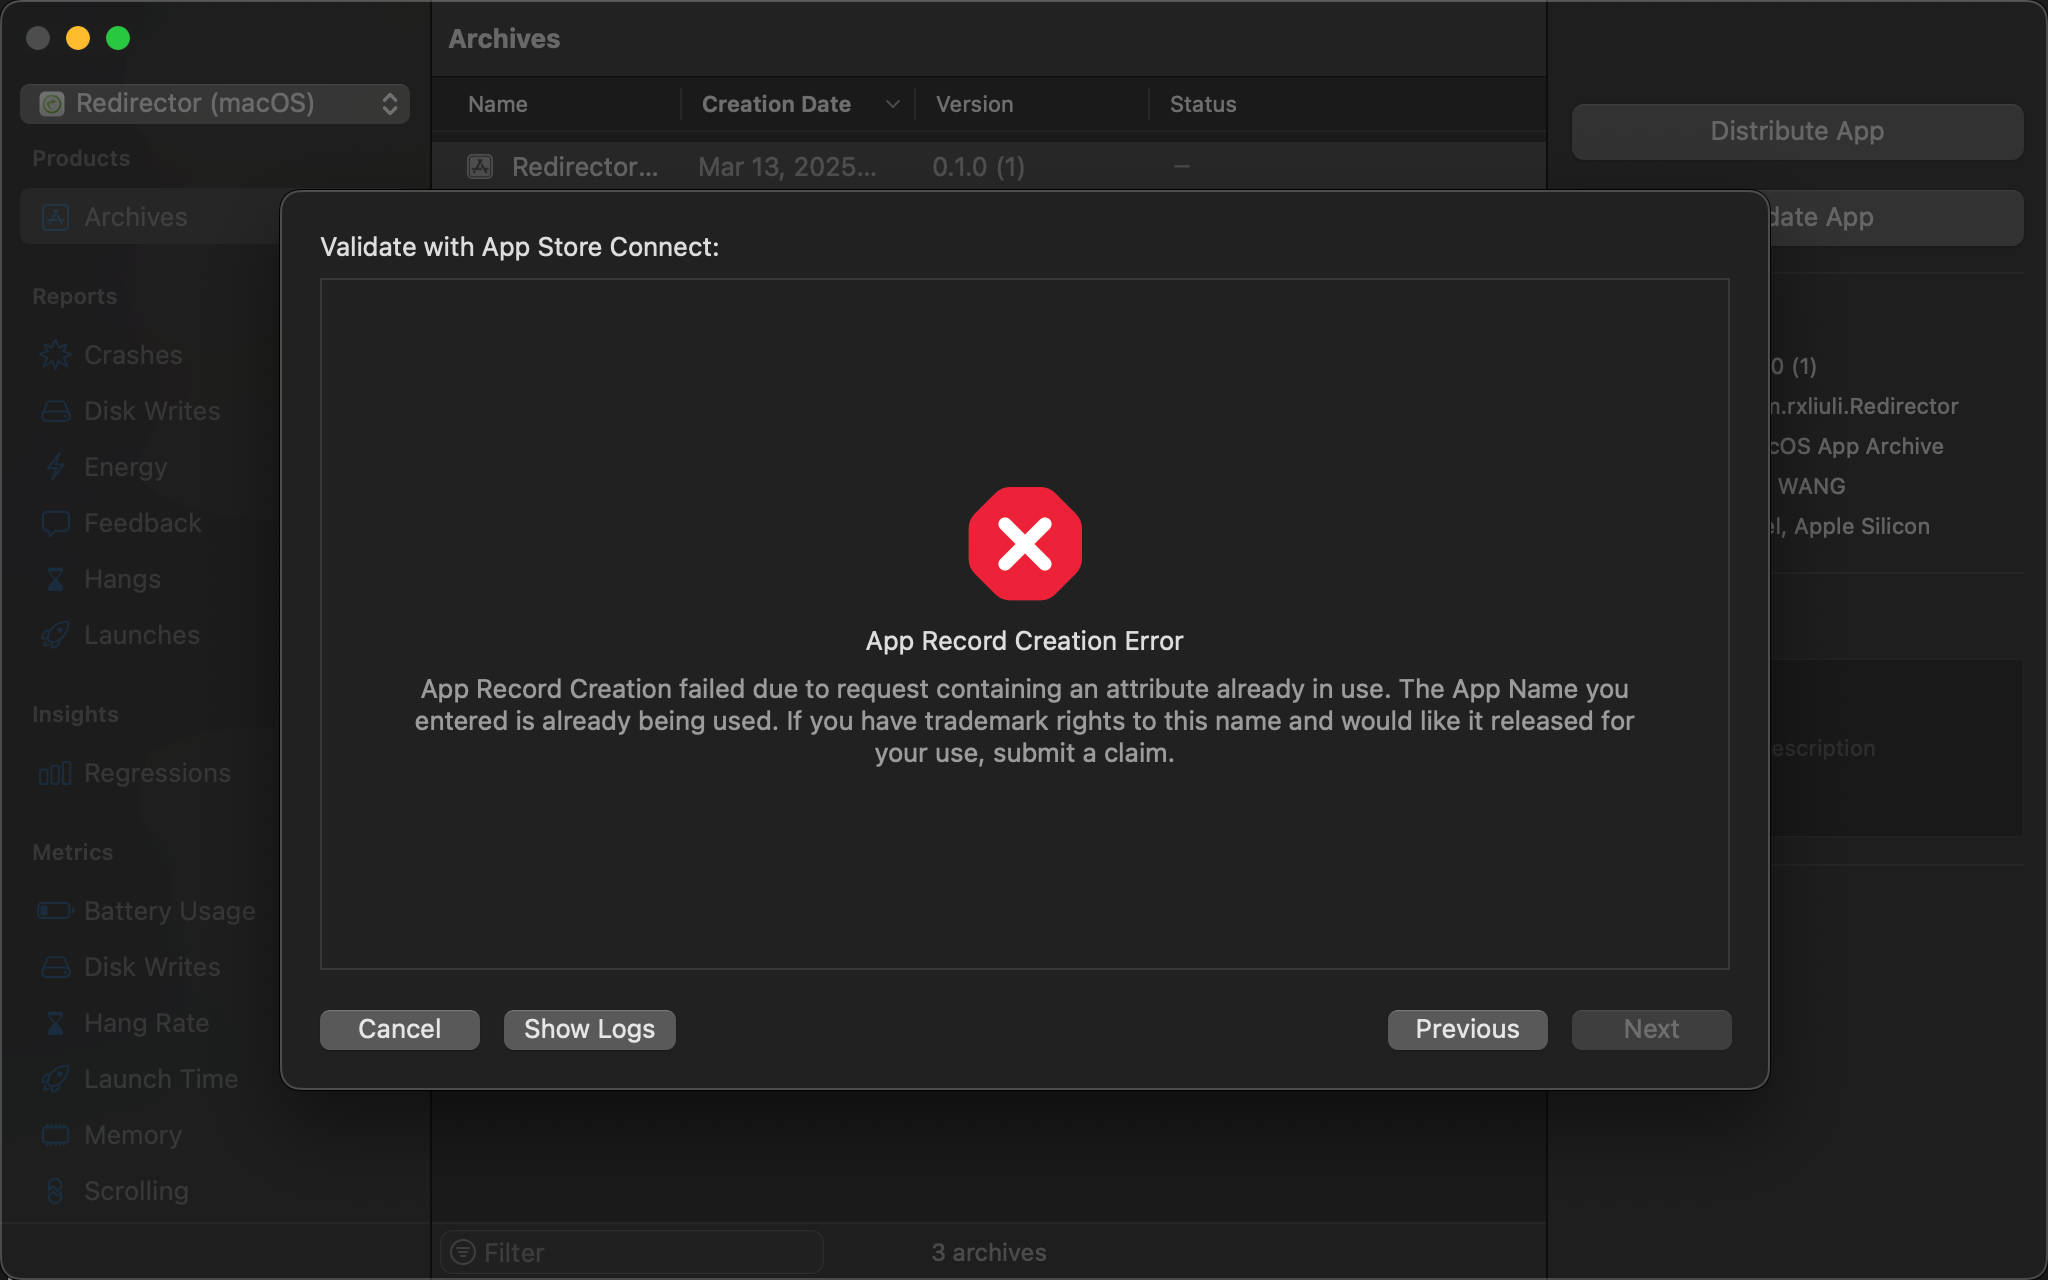 Archives
Redirector (macOS)
Name
Creation Date
Version
Status
Distribute App
Products
Redirector...
Mar 13, 2025...
0.1.0 (1)
–
Archives
date App
Validate with App Store Connect:
Reports
Crashes
0 (1)
Disk Writes
.rxliuli.Redirector
cOS App Archive
Energy
WANG
Feedback
, Apple Silicon
Hangs
Launches
App Record Creation Error
App Record Creation failed due to request containing an attribute already in use. The App Name you
entered is already being used. If you have trademark rights to this name and would like it released for
your use, submit a claim.
Insights
escription
Regressions
Metrics
Battery Usage
Disk Writes
Hang Rate
Cancel
Show Logs
Previous
Next
Launch Time
Memory
Scrolling
Filter
3 archives